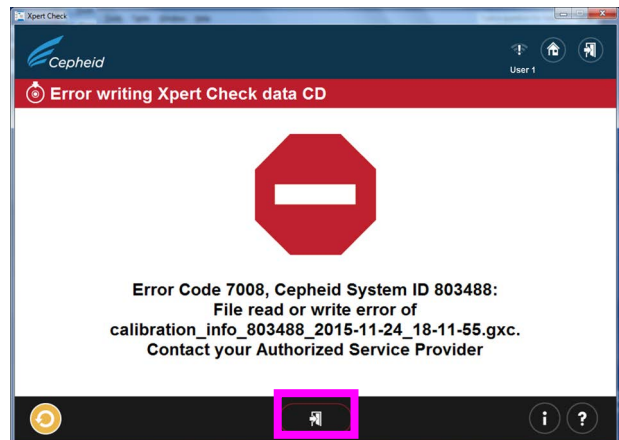 Xpert Check
Cepheid
User 1
Error writing Xpert Check data CD
Error Code 7008, Cepheid System ID 803488:
File read or write error of
calibration_info_803488_2015-11-24_18-11-55.gxc.
Contact your Authorized Service Provider
i ?